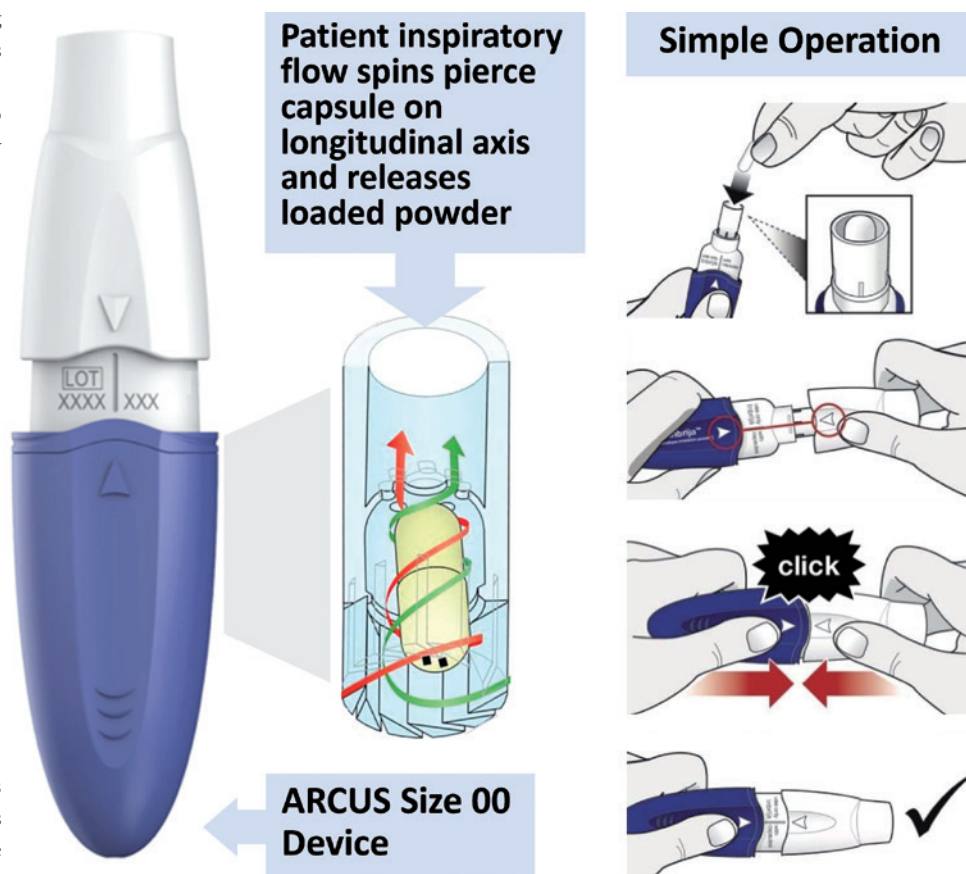 Patient inspiratory
flow spins pierce
capsule on
longitudinal axis
and releases
loaded powder
Simple Operation
LOT
XXXX XXX
click
ARCUS Size 00
Device